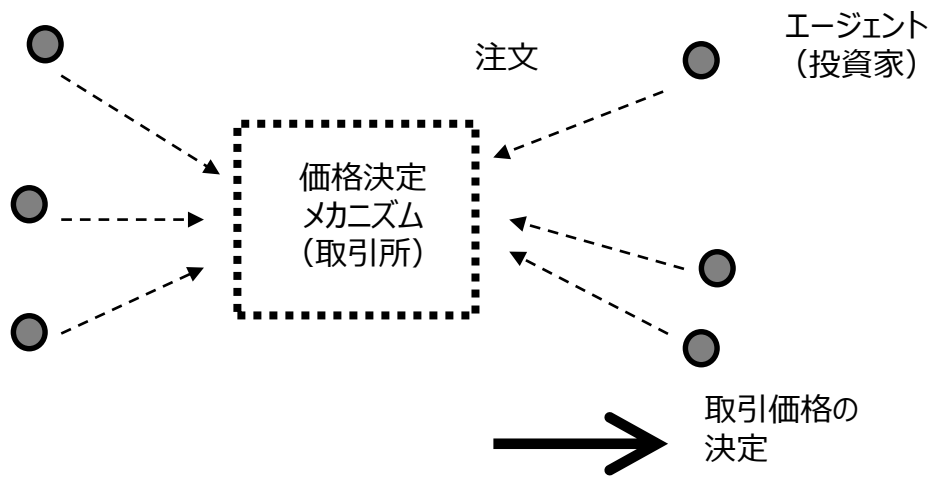 エージェント
（投資家）
注文
価格決定
メカニズム
（取引所）
取引価格の
決定